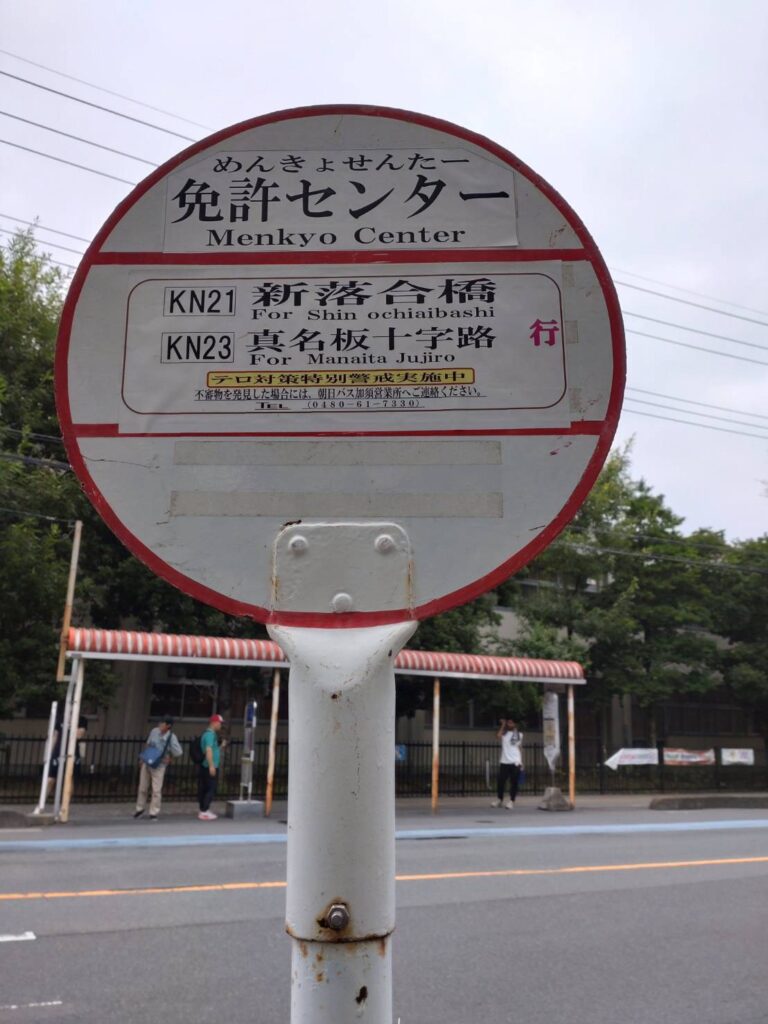 めんきょせんたー
免許センター
Menkyo Center
KN21 新落合橋
For Shin ochiaibashi
KN23 真名板十字路
For Manaita Jujiro
行
テロ対策特別警戒実施中
不審物を発見した場合には、朝日バス加須営業所へご連絡ください。
TEL (0480-61-7330)